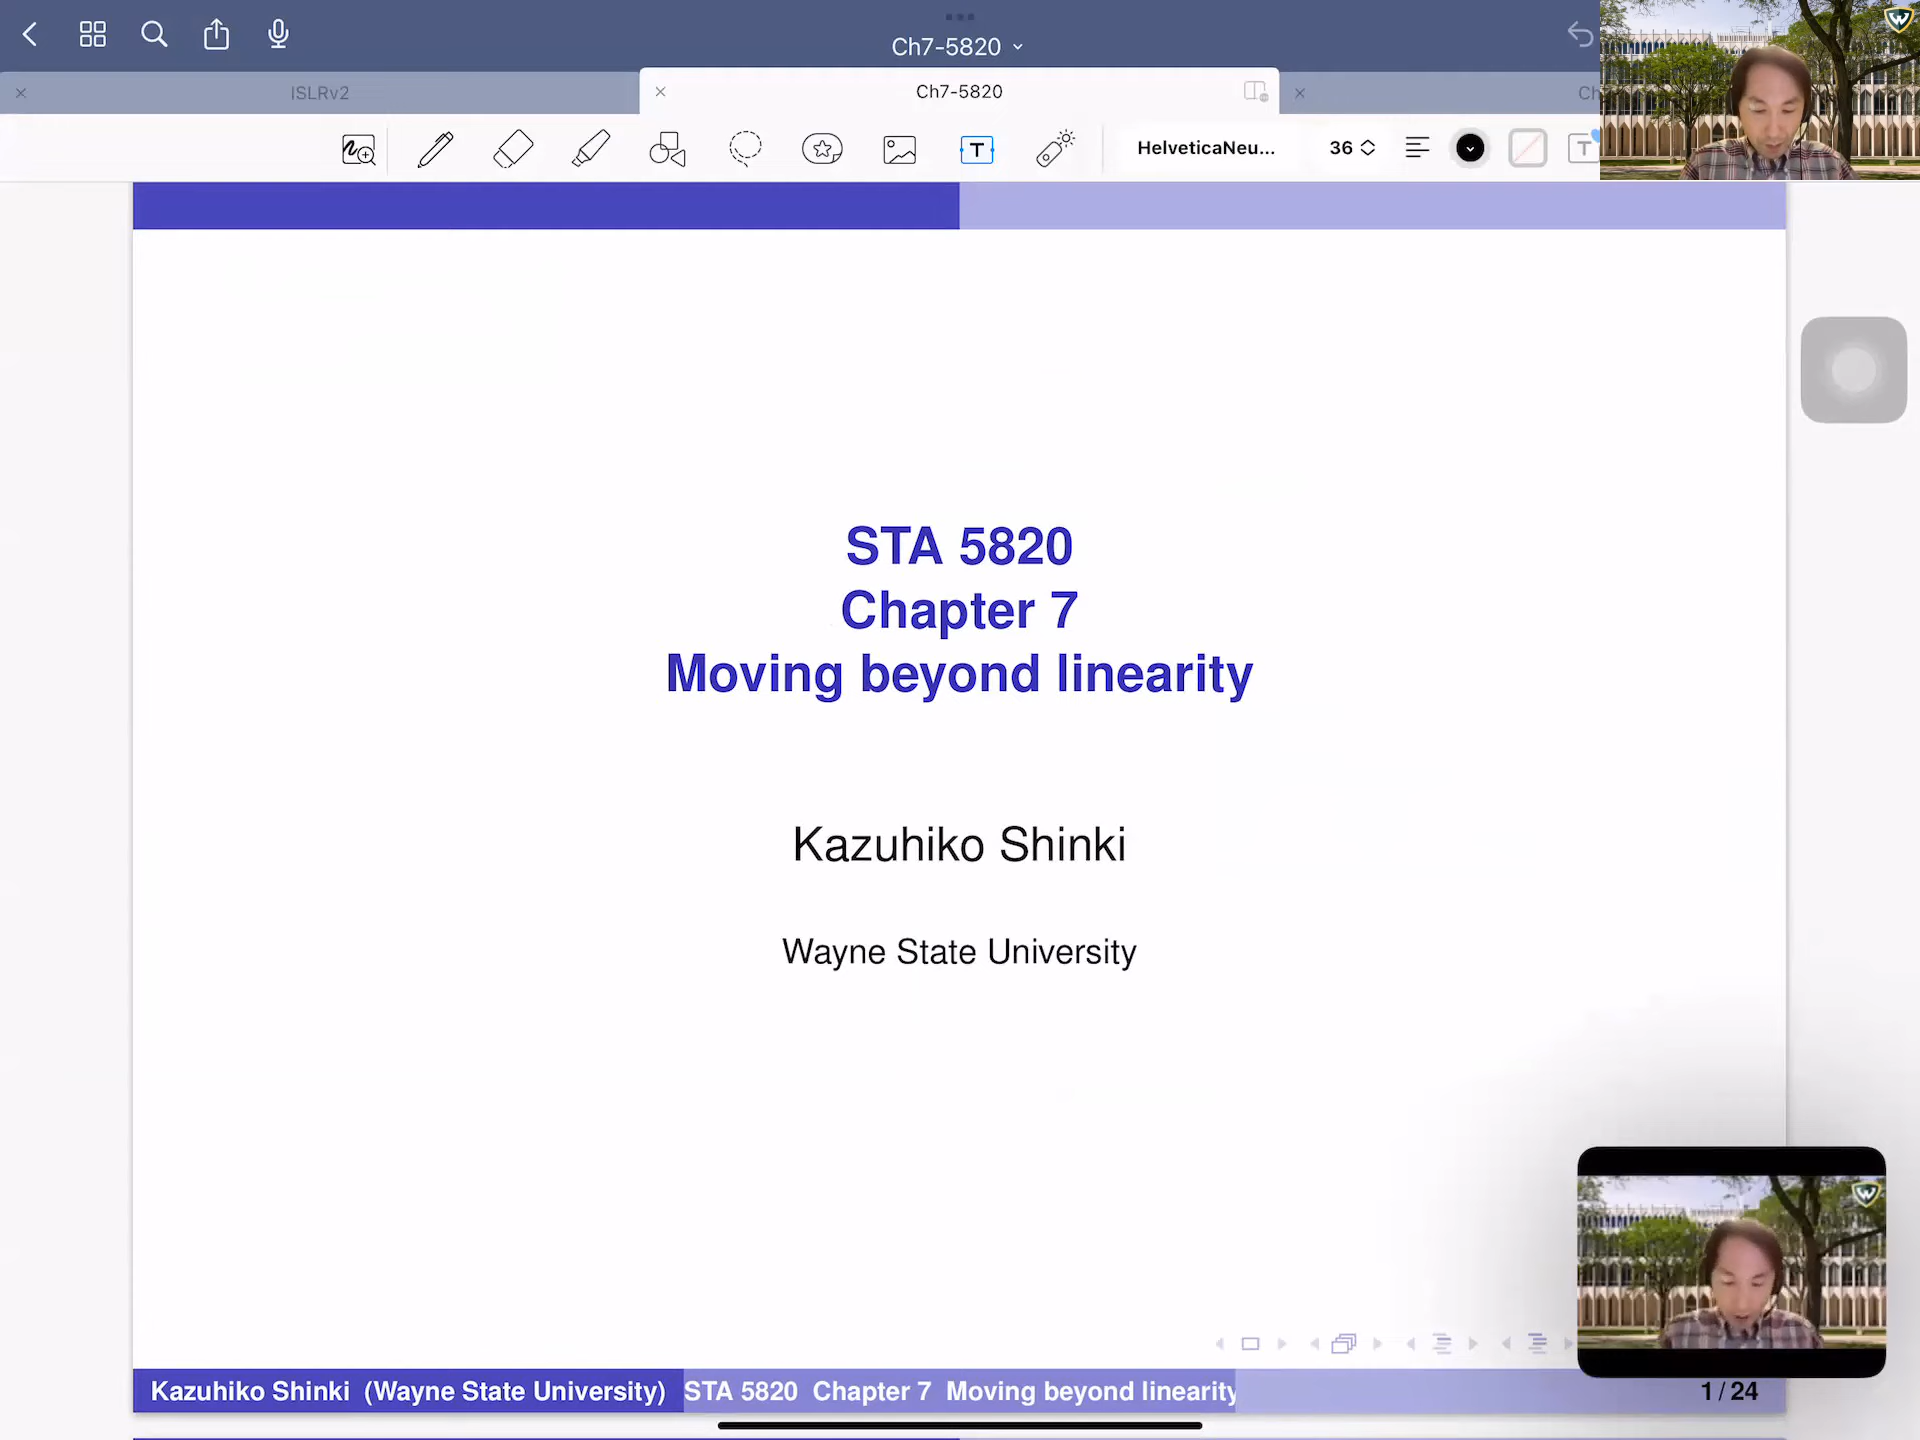 Ch7-5820
ISLRv2
Ch7-5820
HelveticaNeu...
36
STA 5820
Chapter 7
Moving beyond linearity
Kazuhiko Shinki
Wayne State University
Kazuhiko Shinki (Wayne State University)
STA 5820 Chapter 7 Moving beyond linearity
1 / 24